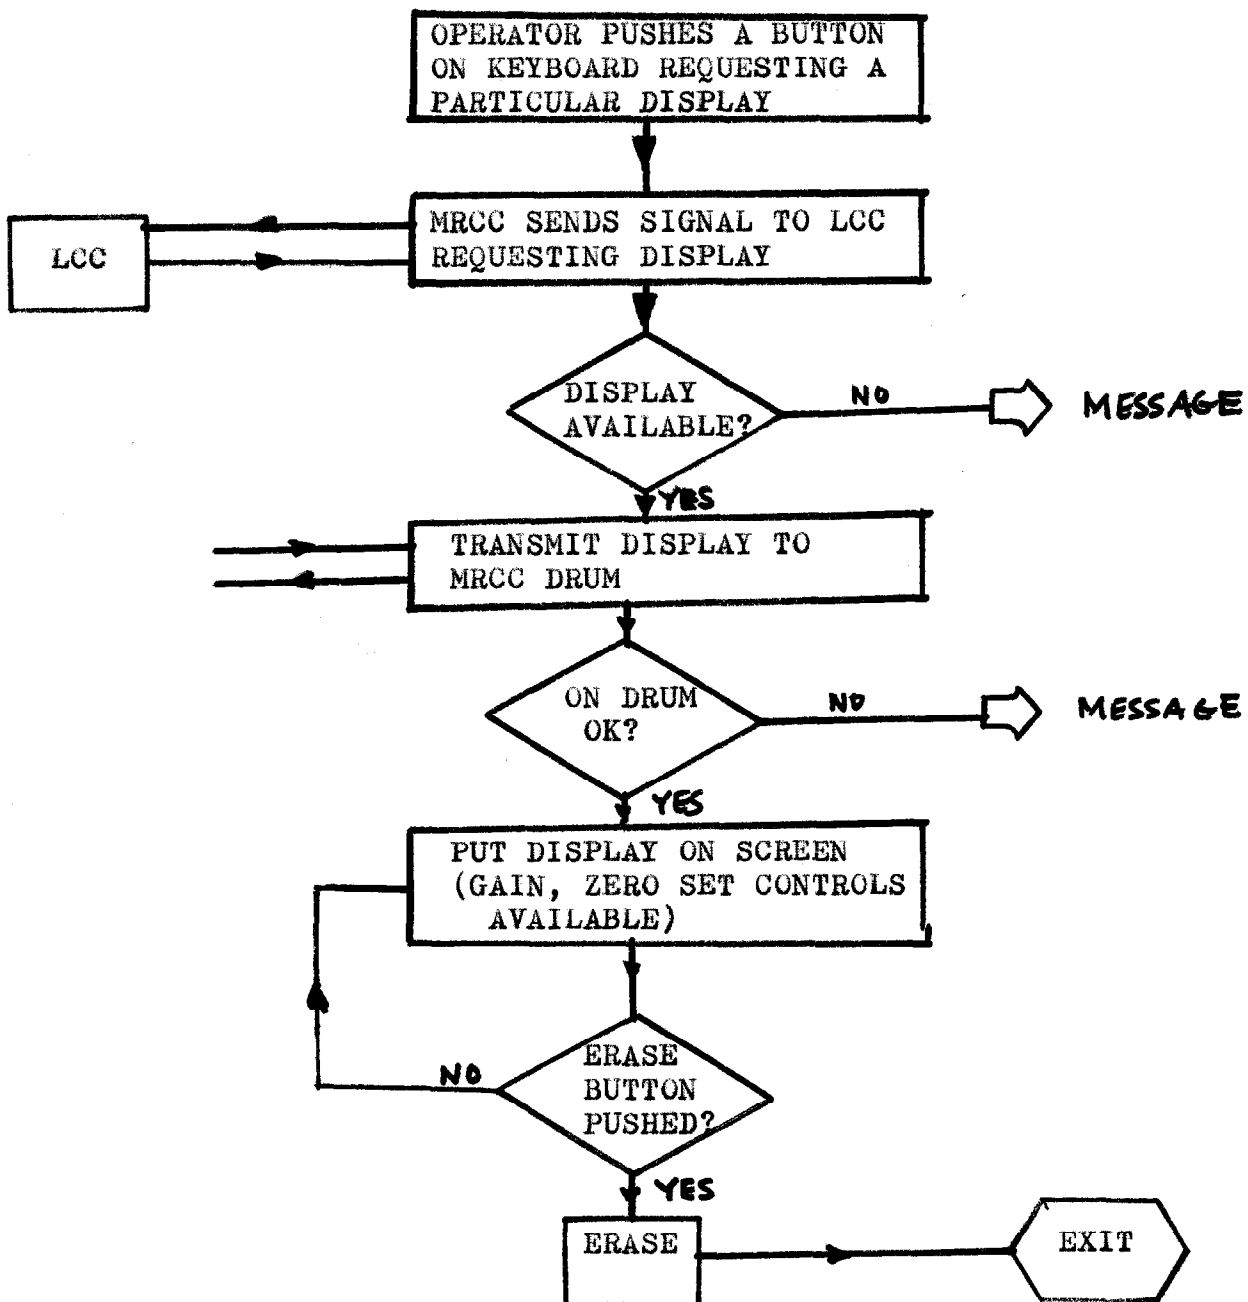 OPERATOR PUSHES A BUTTON
ON KEYBOARD REQUESTING A
PARTICULAR DISPLAY
MRCC SENDS SIGNAL TO LCC
REQUESTING DISPLAY
LCC
DISPLAY
AVAILABLE?
NO
MESSAGE
YES
TRANSMIT DISPLAY TO
MRCC DRUM
ON DRUM
OK?
NO
MESSAGE
YES
PUT DISPLAY ON SCREEN
(GAIN, ZERO SET CONTROLS
AVAILABLE)
ERASE
BUTTON
PUSHED?
NO
YES
ERASE
EXIT